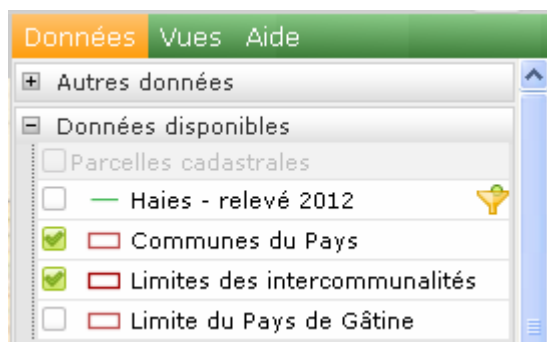 Données Vues Aide
Autres données
Données disponibles
Parcelles cadastrales
Haies - relevé 2012
Communes du Pays
Limites des intercommunalités
Limite du Pays de Gâtine